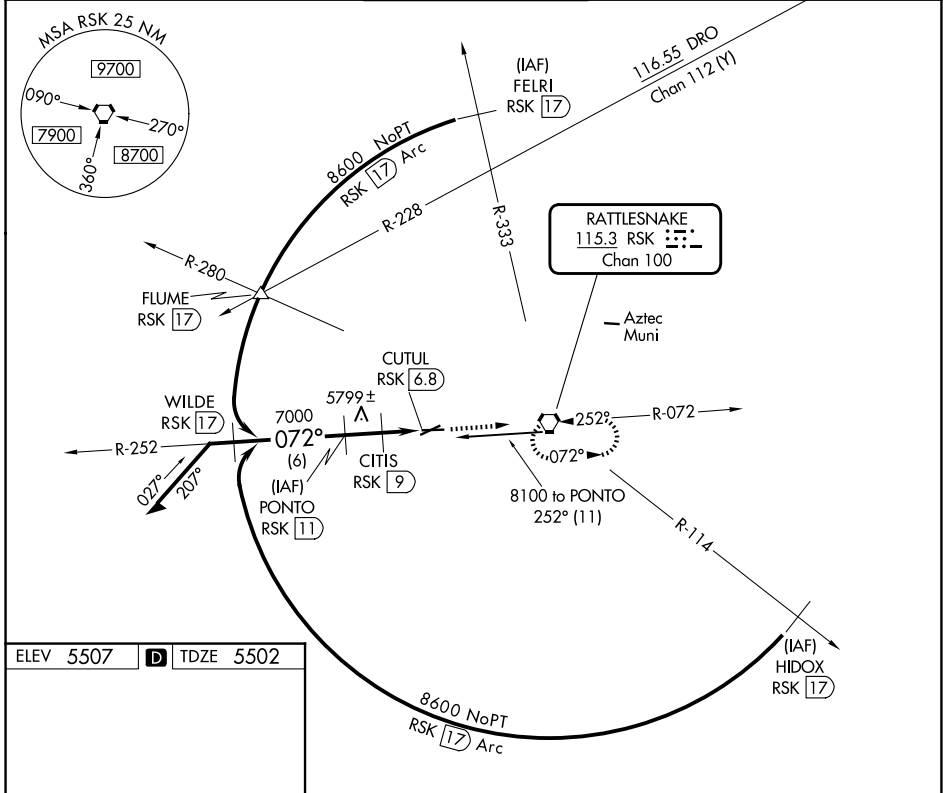 MSA RSK 25 NM
9700
090°
270°
7900
8700
360°
(IAF)
FELRI
RSK 17
116.55 DRO
Chan 112 (Y)
8600 NoPT
RSK 17 Arc
R-228
R-333
R-280
FLUME
RSK 17
RATTLESNAKE
115.3 RSK
Chan 100
Aztec
Muni
CUTUL
RSK 6.8
5799±
WILDE
RSK 17
7000
072°
(6)
R-252
252°
R-072
072°
CITIS
RSK 9
(IAF)
PONTO
RSK 11
027°
207°
8100 to PONTO
252° (11)
R-114
(IAF)
HIDOX
RSK 17
8600 NoPT
RSK 17 Arc
ELEV 5507 D TDZE 5502